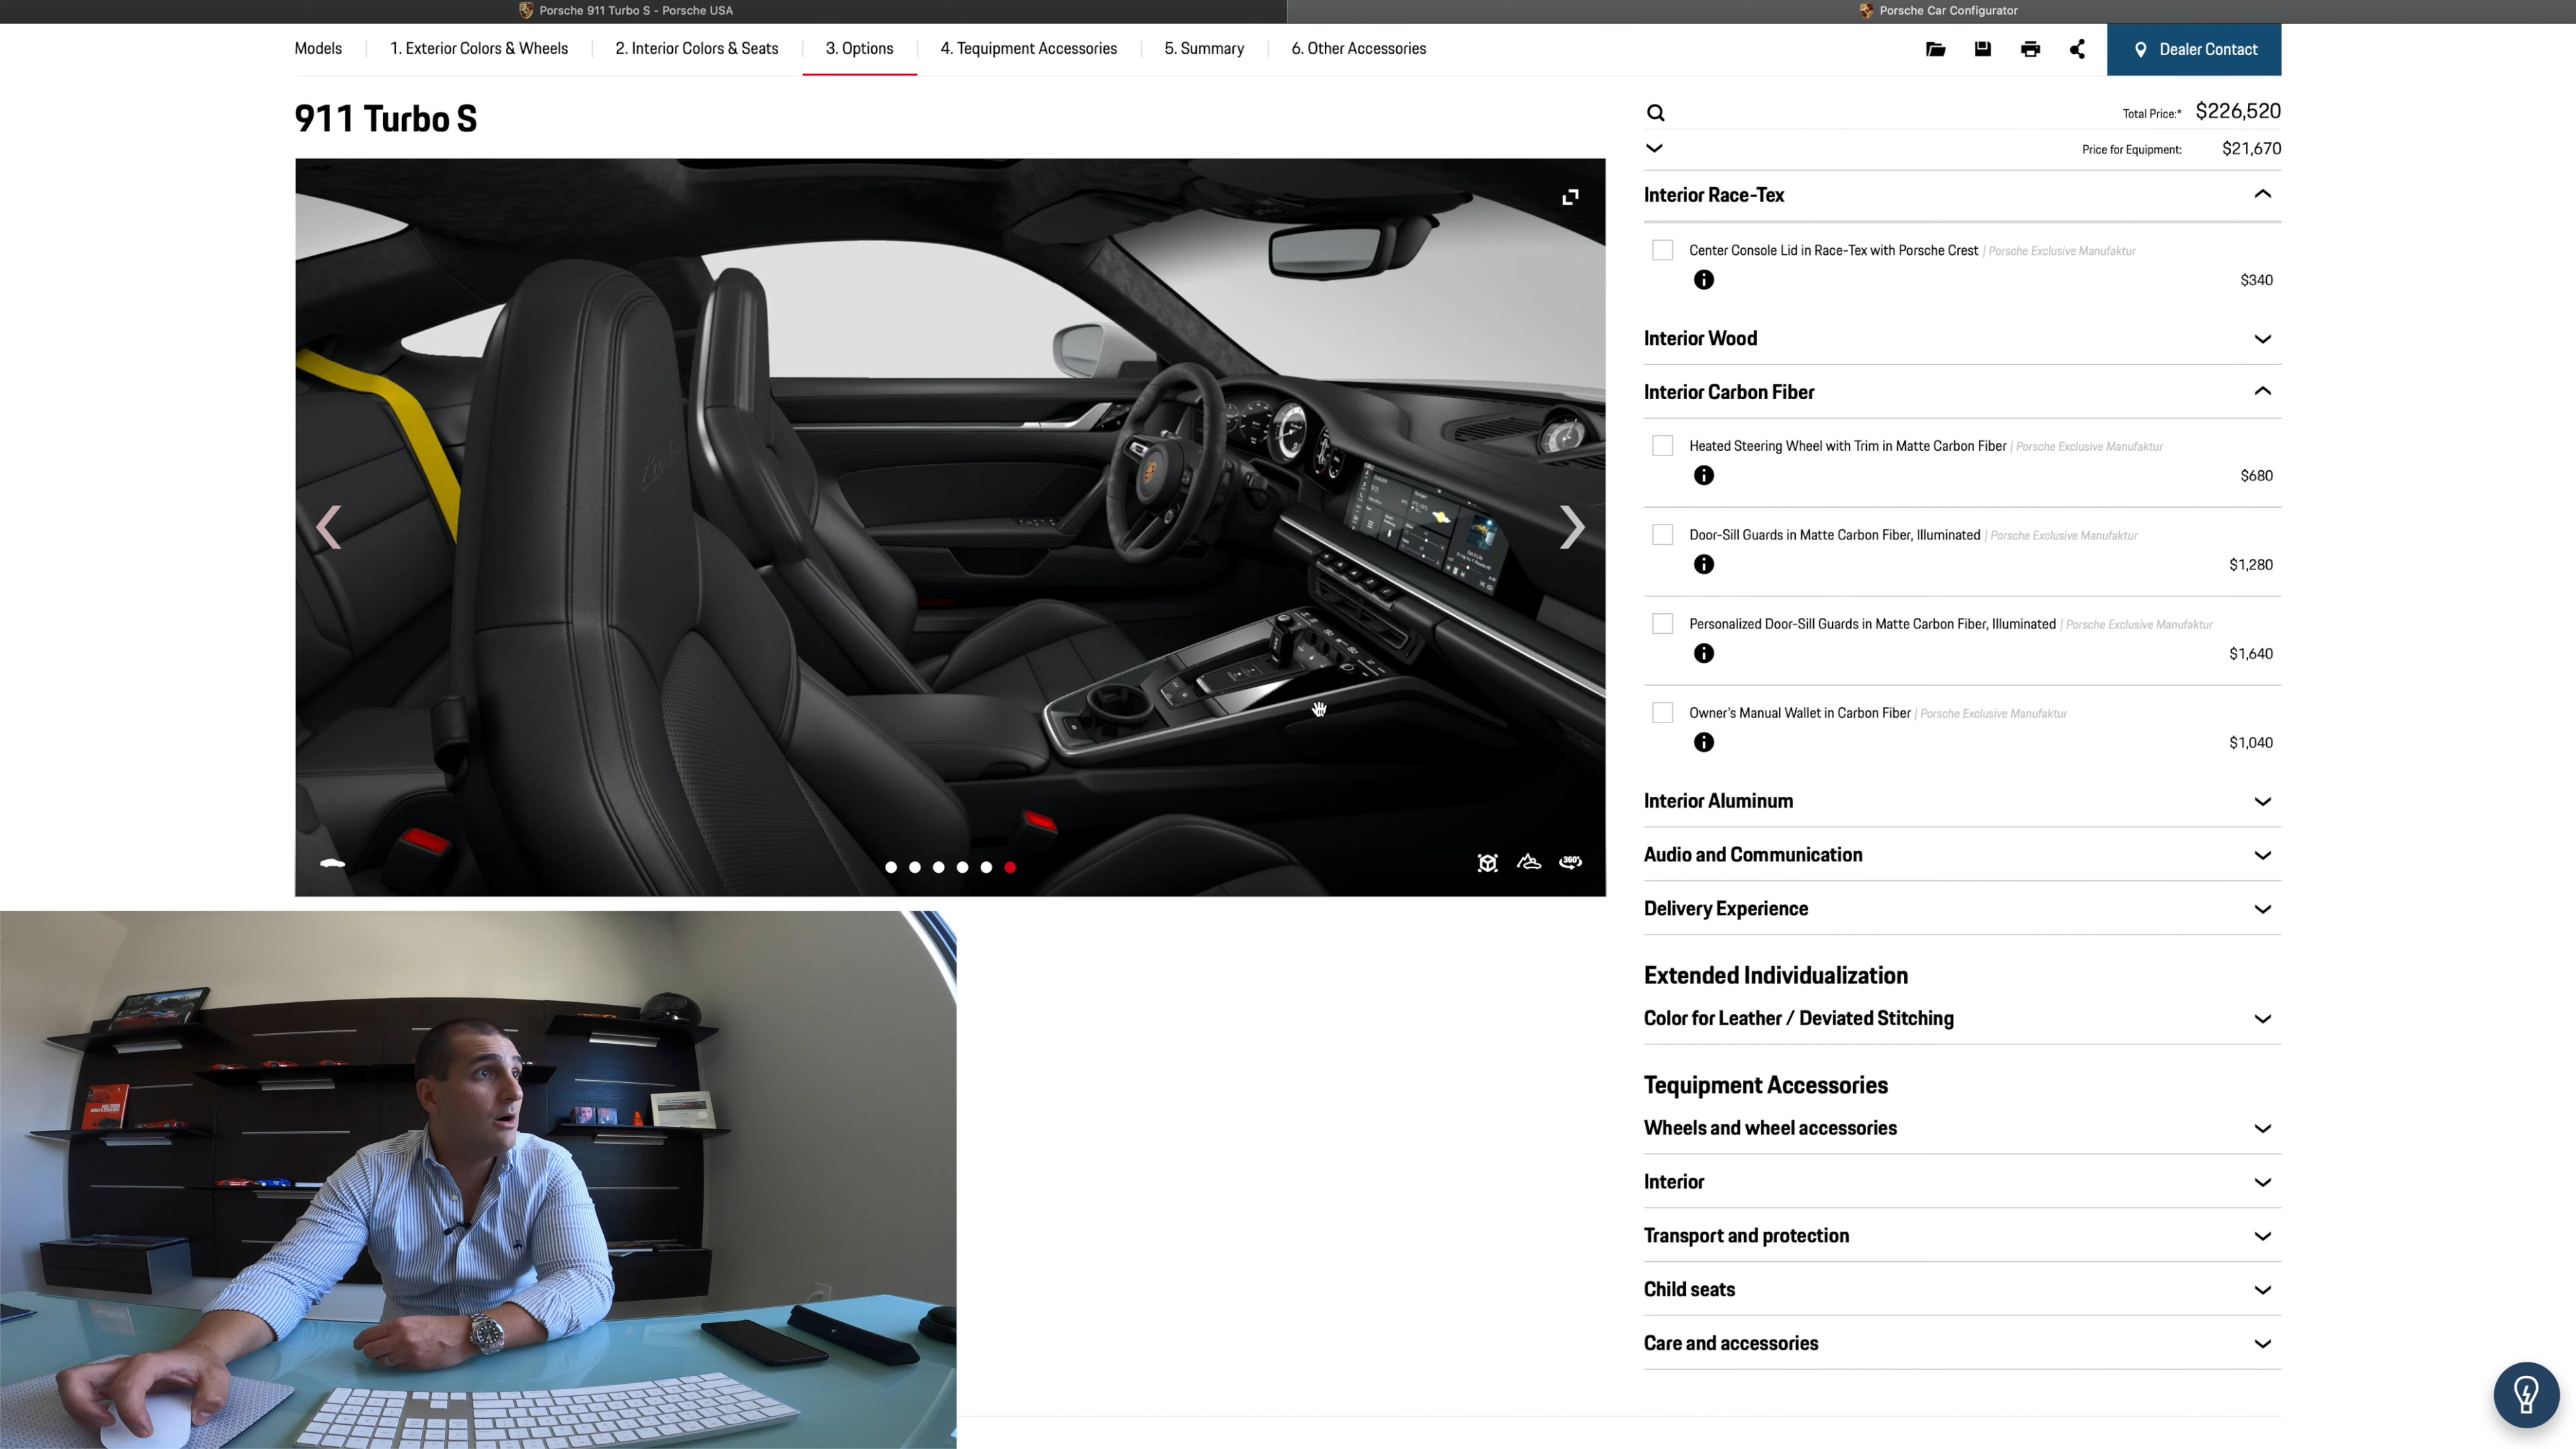 Porsche 911 Turbo S - Porsche USA
Porsche Car Configurator
Models
1. Exterior Colors & Wheels
2. Interior Colors & Seats
3. Options
4. Tequipment Accessories
5. Summary
6. Other Accessories
Dealer Contact
911 Turbo S
Total Price:* $226,520
Price for Equipment: $21,670
Interior Race-Tex
Center Console Lid in Race-Tex with Porsche Crest | Porsche Exclusive Manufaktur
$340
Interior Wood
Interior Carbon Fiber
Heated Steering Wheel with Trim in Matte Carbon Fiber | Porsche Exclusive Manufaktur
$680
Door-Sill Guards in Matte Carbon Fiber, Illuminated | Porsche Exclusive Manufaktur
$1,280
Personalized Door-Sill Guards in Matte Carbon Fiber, Illuminated | Porsche Exclusive Manufaktur
$1,640
Owner's Manual Wallet in Carbon Fiber | Porsche Exclusive Manufaktur
$1,040
Interior Aluminum
Audio and Communication
Delivery Experience
Extended Individualization
Color for Leather / Deviated Stitching
Tequipment Accessories
Wheels and wheel accessories
Interior
Transport and protection
Child seats
Care and accessories
360°